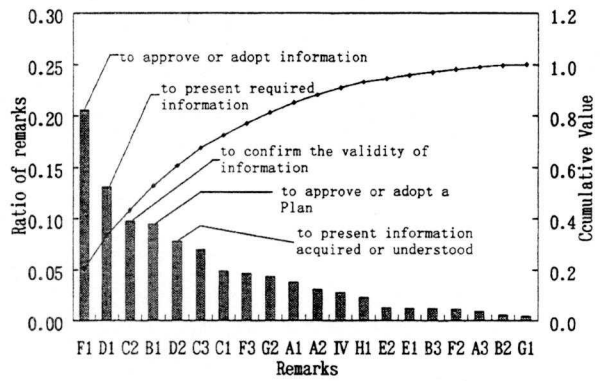 0.30
0.25
0.20
0.15
0.10
0.05
0.00
Ratio of remarks
1.2
1.0
0.8
0.6
0.4
0.2
0.0
Ccumulative Value
to approve or adopt information
to present required
information
to confirm the validity of
information
to approve or adopt a
Plan
to present information
acquired or understood
F1 D1 C2 B1 D2 C3 C1 F3 G2 A1 A2 IV H1 E2 E1 B3 F2 A3 B2 G1
Remarks